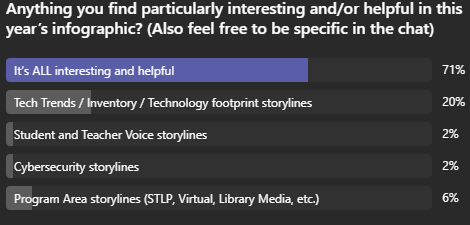 Anything you find particularly interesting and/or helpful in this
year's infographic? (Also feel free to be specific in the chat)
It's ALL interesting and helpful 71%
Tech Trends / Inventory / Technology footprint storylines 20%
Student and Teacher Voice storylines 2%
Cybersecurity storylines 2%
Program Area storylines (STLP, Virtual, Library Media, etc.) 6%